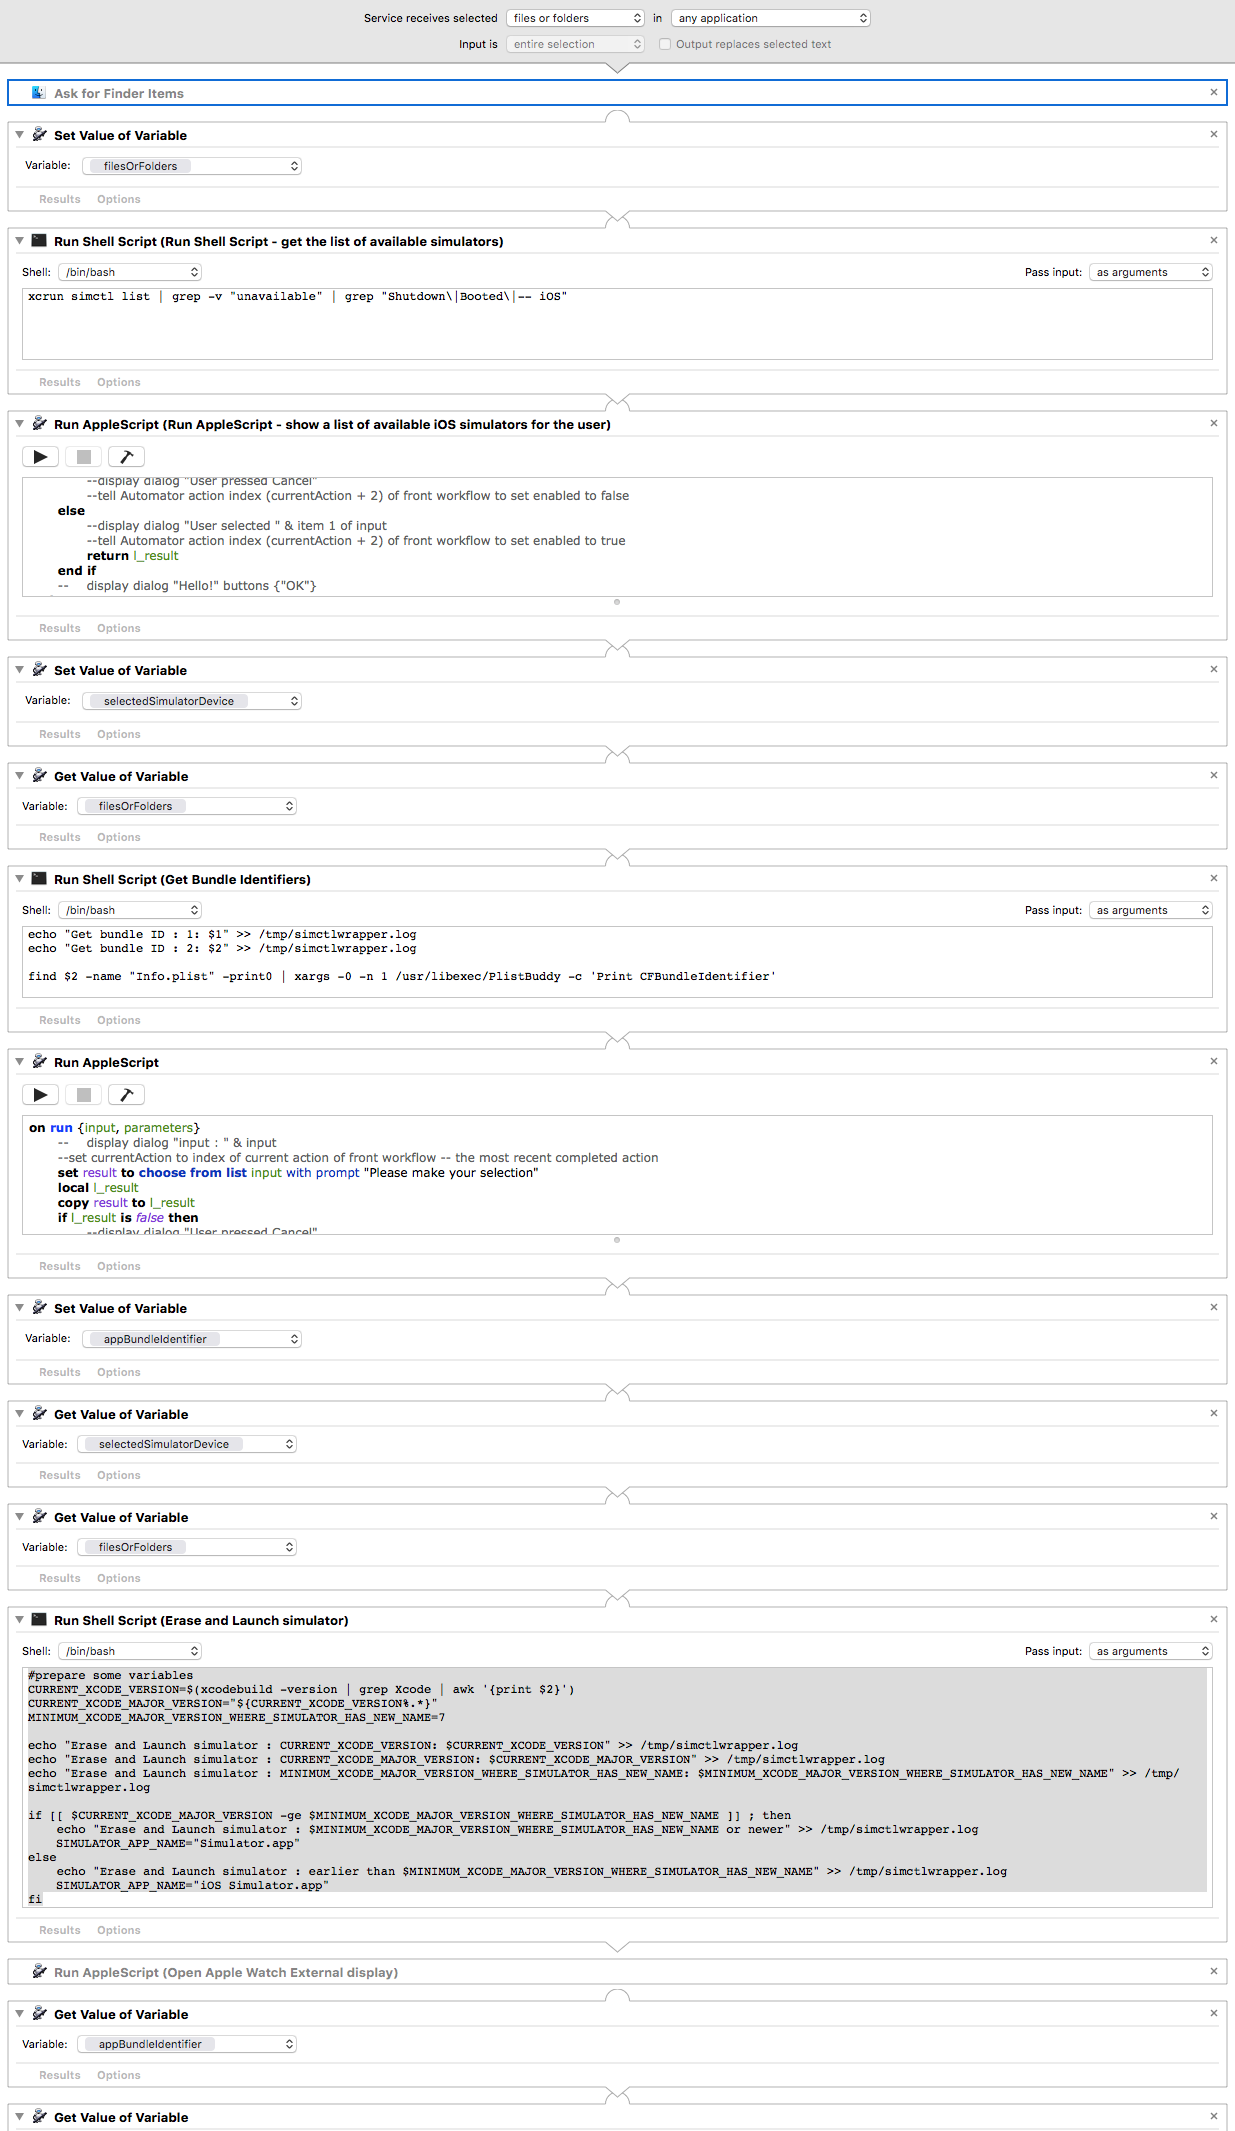 Service receives selected files or folders in any application
Input is entire selection Output replaces selected text
Ask for Finder Items
Set Value of Variable
Variable: filesOrFolders
Results Options
Run Shell Script (Run Shell Script - get the list of available simulators)
Shell: /bin/bash Pass input: as arguments
xcrun simctl list | grep -v "unavailable" | grep "Shutdown\|Booted\|-- iOS"
Results Options
Run AppleScript (Run AppleScript - show a list of available iOS simulators for the user)
--display dialog "User pressed Cancel"
--tell Automator action index (currentAction + 2) of front workflow to set enabled to false
else
--display dialog "User selected " & item 1 of input
--tell Automator action index (currentAction + 2) of front workflow to set enabled to true
return l_result
end if
-- display dialog "Hello!" buttons {"OK"}
Results Options
Set Value of Variable
Variable: selectedSimulatorDevice
Results Options
Get Value of Variable
Variable: filesOrFolders
Results Options
Run Shell Script (Get Bundle Identifiers)
Shell: /bin/bash Pass input: as arguments
echo "Get bundle ID : 1: $1" >> /tmp/simctlwrapper.log
echo "Get bundle ID : 2: $2" >> /tmp/simctlwrapper.log
find $2 -name "Info.plist" -print0 | xargs -0 -n 1 /usr/libexec/PlistBuddy -c 'Print CFBundleIdentifier'
Results Options
Run AppleScript
on run {input, parameters}
-- display dialog "input : " & input
--set currentAction to index of current action of front workflow -- the most recent completed action
set result to choose from list input with prompt "Please make your selection"
local l_result
copy result to l_result
if l_result is false then
--display dialog "User pressed Cancel"
Results Options
Set Value of Variable
Variable: appBundleIdentifier
Results Options
Get Value of Variable
Variable: selectedSimulatorDevice
Results Options
Get Value of Variable
Variable: filesOrFolders
Results Options
Run Shell Script (Erase and Launch simulator)
Shell: /bin/bash Pass input: as arguments
#prepare some variables
CURRENT_XCODE_VERSION=$(xcodebuild -version | grep Xcode | awk '{print $2}')
CURRENT_XCODE_MAJOR_VERSION="${CURRENT_XCODE_VERSION%.*}"
MINIMUM_XCODE_MAJOR_VERSION_WHERE_SIMULATOR_HAS_NEW_NAME=7
echo "Erase and Launch simulator : CURRENT_XCODE_VERSION: $CURRENT_XCODE_VERSION" >> /tmp/simctlwrapper.log
echo "Erase and Launch simulator : CURRENT_XCODE_MAJOR_VERSION: $CURRENT_XCODE_MAJOR_VERSION" >> /tmp/simctlwrapper.log
echo "Erase and Launch simulator : MINIMUM_XCODE_MAJOR_VERSION_WHERE_SIMULATOR_HAS_NEW_NAME: $MINIMUM_XCODE_MAJOR_VERSION_WHERE_SIMULATOR_HAS_NEW_NAME" >> /tmp/
simctlwrapper.log
if [[ $CURRENT_XCODE_MAJOR_VERSION -ge $MINIMUM_XCODE_MAJOR_VERSION_WHERE_SIMULATOR_HAS_NEW_NAME ]] ; then
echo "Erase and Launch simulator : $MINIMUM_XCODE_MAJOR_VERSION_WHERE_SIMULATOR_HAS_NEW_NAME or newer" >> /tmp/simctlwrapper.log
SIMULATOR_APP_NAME="Simulator.app"
else
echo "Erase and Launch simulator : earlier than $MINIMUM_XCODE_MAJOR_VERSION_WHERE_SIMULATOR_HAS_NEW_NAME" >> /tmp/simctlwrapper.log
SIMULATOR_APP_NAME="iOS Simulator.app"
fi
Results Options
Run AppleScript (Open Apple Watch External display)
Get Value of Variable
Variable: appBundleIdentifier
Results Options
Get Value of Variable